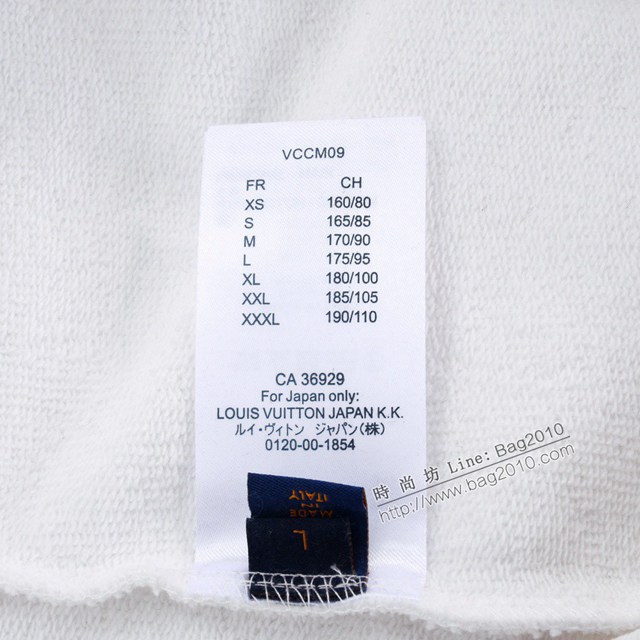 VCCM09
FR CH
XS 160/80
S 165/85
M 170/90
L 175/95
XL 180/100
XXL 185/105
XXXL 190/110
CA 36929
For Japan only:
LOUIS VUITTON JAPAN K.K.
ルイ・ヴィトン ジャパン(株)
0120-00-1854
時尚坊 Line: Bag2010
http://www.bag2010.com/
MADE
IN
ITALY
L